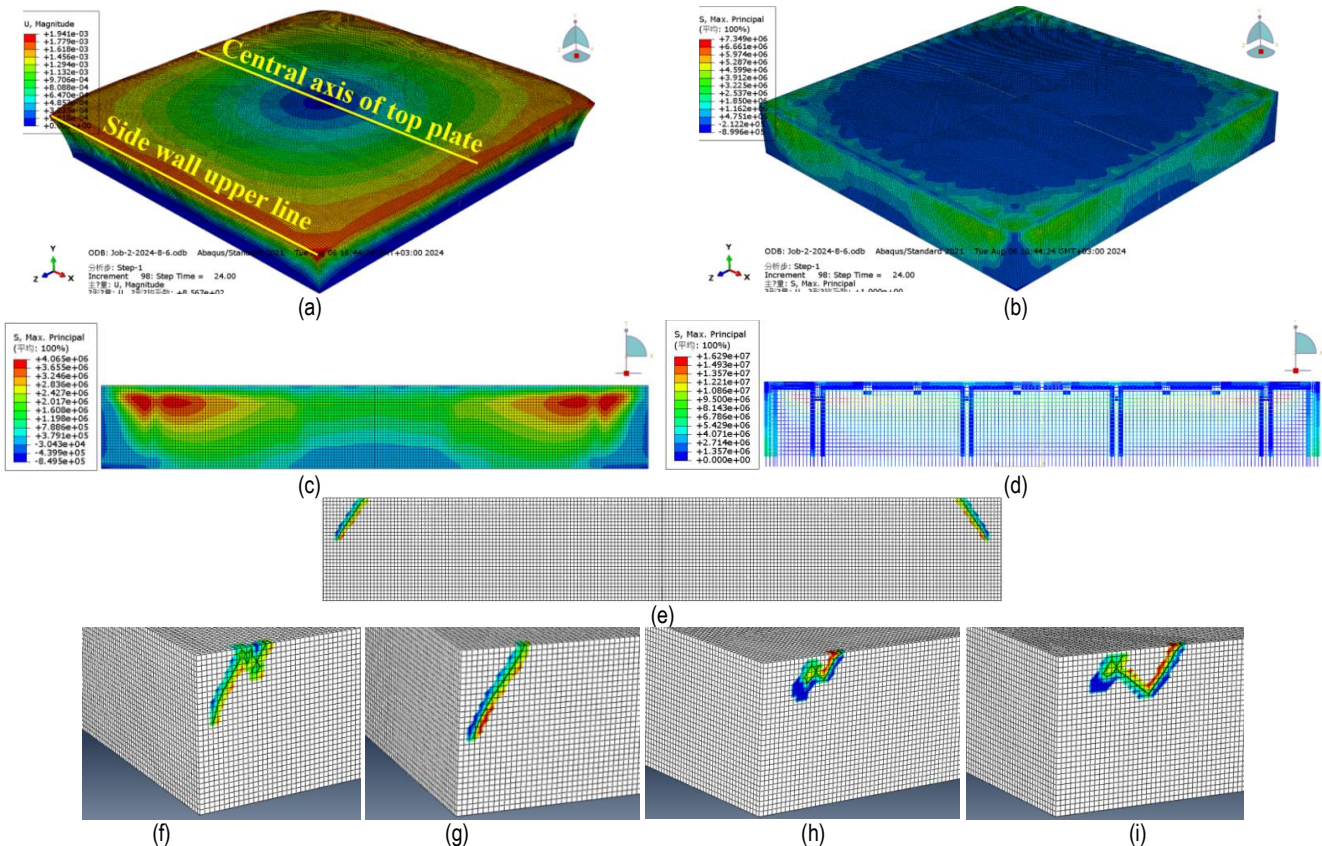 U, Magnitude
+1.941e-03
+1.779e-03
+1.618e-03
+1.456e-03
+1.294e-03
+1.132e-03
+9.706e-04
+8.088e-04
+6.470e-04
Central axis of top plate
Side wall upper line
Y
Z
X
ODB: Job-2-2024-8-6.odb Abaqus/Standard 2021 Tue Aug 06 16:44
+03:00 2024
分析步: Step-1
Increment 98: Step Time = 24.00
主?量: U, Magnitude
(a)
S, Max. Principal
(平均: 100%)
+7.349e+06
+6.661e+06
+5.974e+06
+5.287e+06
+4.599e+06
+3.912e+06
+3.225e+06
+2.537e+06
+1.850e+06
+1.162e+06
+4.751e+05
-2.122e+05
-8.996e+05
Y
Z
X
ODB: Job-2-2024-8-6.odb Abaqus/Standard 2021 Tue Aug 06 16:44:24 GMT+03:00 2024
分析步: Step-1
Increment 98: Step Time = 24.00
主?量: S, Max. Principal
(b)
S, Max. Principal
(平均: 100%)
+4.065e+06
+3.655e+06
+3.246e+06
+2.836e+06
+2.427e+06
+2.017e+06
+1.608e+06
+1.198e+06
+7.886e+05
+3.791e+05
-3.043e+04
-4.399e+05
-8.495e+05
(c)
S, Max. Principal
(平均: 100%)
+1.629e+07
+1.493e+07
+1.357e+07
+1.221e+07
+1.086e+07
+9.500e+06
+8.143e+06
+6.786e+06
+5.429e+06
+4.071e+06
+2.714e+06
+1.357e+06
+0.000e+00
(d)
(e)
(f)
(g)
(h)
(i)